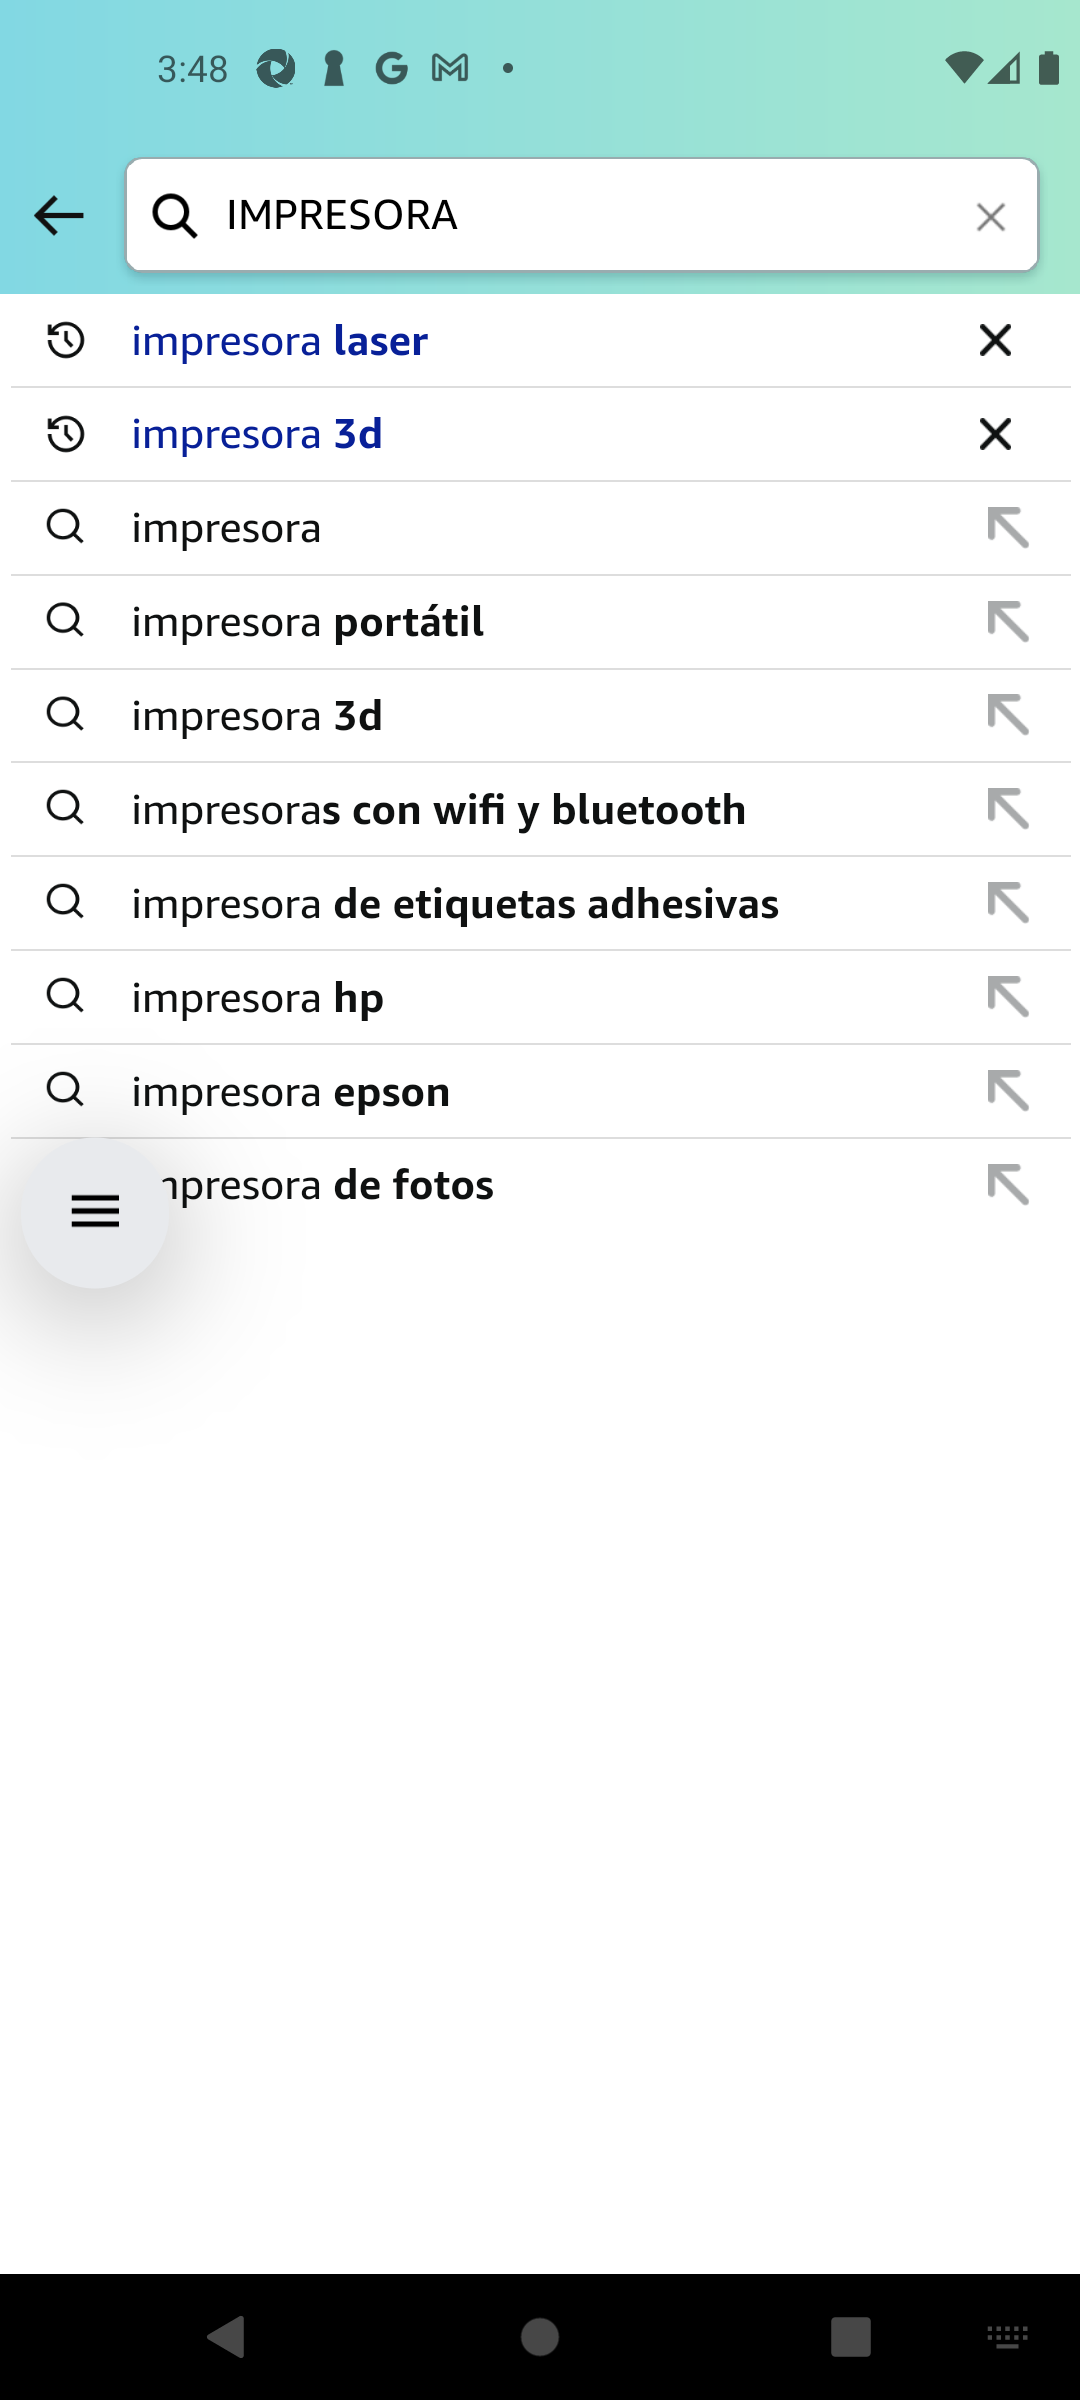 3:48
IMPRESORA
impresora laser
impresora 3d
impresora
impresora portátil
impresora 3d
impresoras con wifi y bluetooth
impresora de etiquetas adhesivas
impresora hp
impresora epson
npresora de fotos